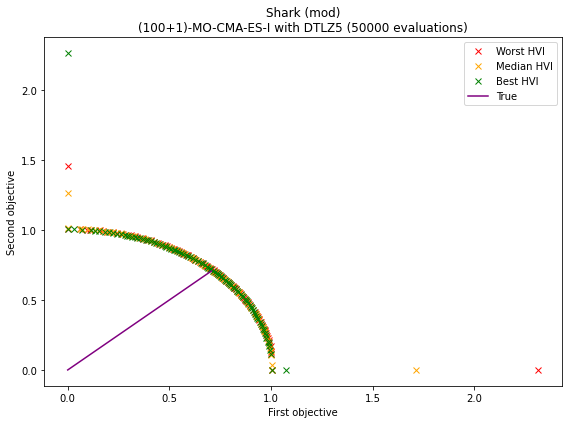 Shark (mod)
(100+1)-MO-CMA-ES-I with DTLZ5 (50000 evaluations)
Worst HVI
Median HVI
Best HVI
True
Second objective
2.0
1.5
1.0
0.5
0.0
0.0 0.5 1.0 1.5 2.0
First objective